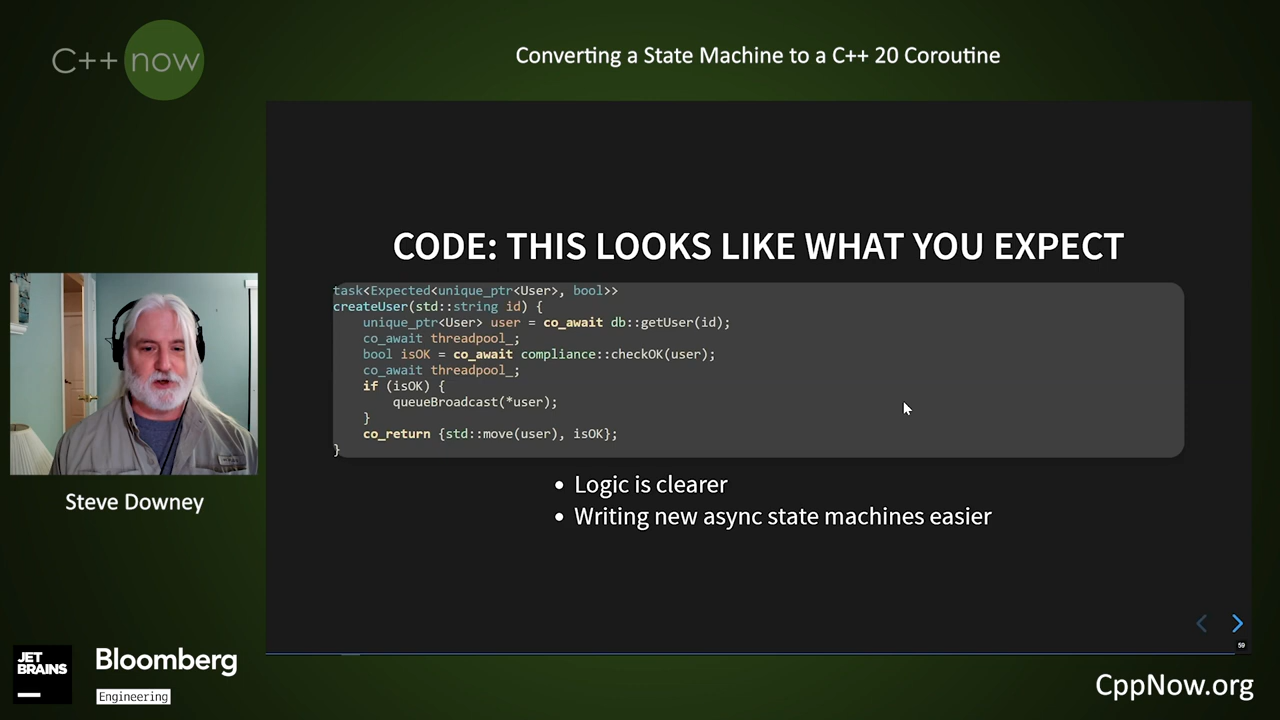 C++ now
Converting a State Machine to a C++ 20 Coroutine
CODE: THIS LOOKS LIKE WHAT YOU EXPECT
task<Expected<unique_ptr<User>, bool>>
createUser(std::string id) {
    unique_ptr<User> user = co_await db::getUser(id);
    co_await threadpool_;
    bool isOK = co_await compliance::checkOK(user);
    co_await threadpool_;
    if (isOK) {
        queueBroadcast(*user);
    }
    co_return {std::move(user), isOK};
}
• Logic is clearer
• Writing new async state machines easier
Steve Downey
59
JET
BRAINS
Bloomberg
Engineering
CppNow.org